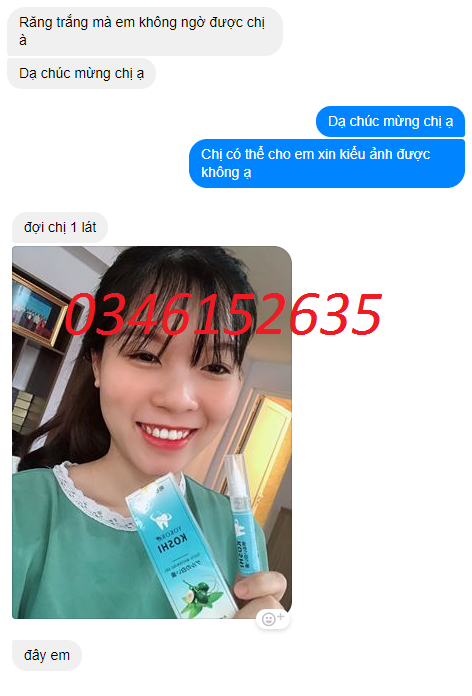 Răng trắng mà em không ngờ được chị
à
Dạ chúc mừng chị ạ
Dạ chúc mừng chị ạ
Chị có thể cho em xin kiểu ảnh được
không ạ
đợi chị 1 lát
0346152635
KOSHI
KOSHI
đây em